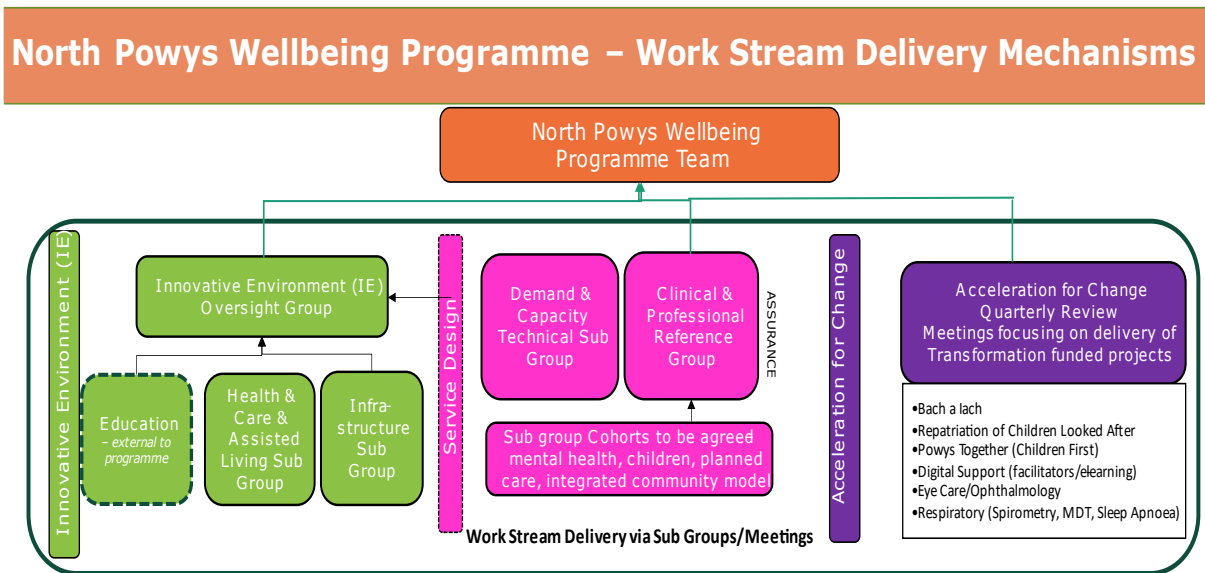 North Powys Wellbeing Programme – Work Stream Delivery Mechanisms
North Powys Wellbeing
Programme Team
Innovative Environment (IE)
Innovative Environment (IE)
Oversight Group
Education
– external to
programme
Health &
Care &
Assisted
Living Sub
Group
Infra-
structure
Sub
Group
Service Design
Demand &
Capacity
Technical Sub
Group
Clinical &
Professional
Reference
Group
ASSURANCE
Sub group Cohorts to be agreed
mental health, children, planned
care, integrated community model
Work Stream Delivery via Sub Groups/Meetings
Acceleration for Change
Acceleration for Change
Quarterly Review
Meetings focusing on delivery of
Transformation funded projects
•Bach a Iach
•Repatriation of Children Looked After
•Powys Together (Children First)
•Digital Support (facilitators/elearning)
•Eye Care/Ophthalmology
•Respiratory (Spirometry, MDT, Sleep Apnoea)